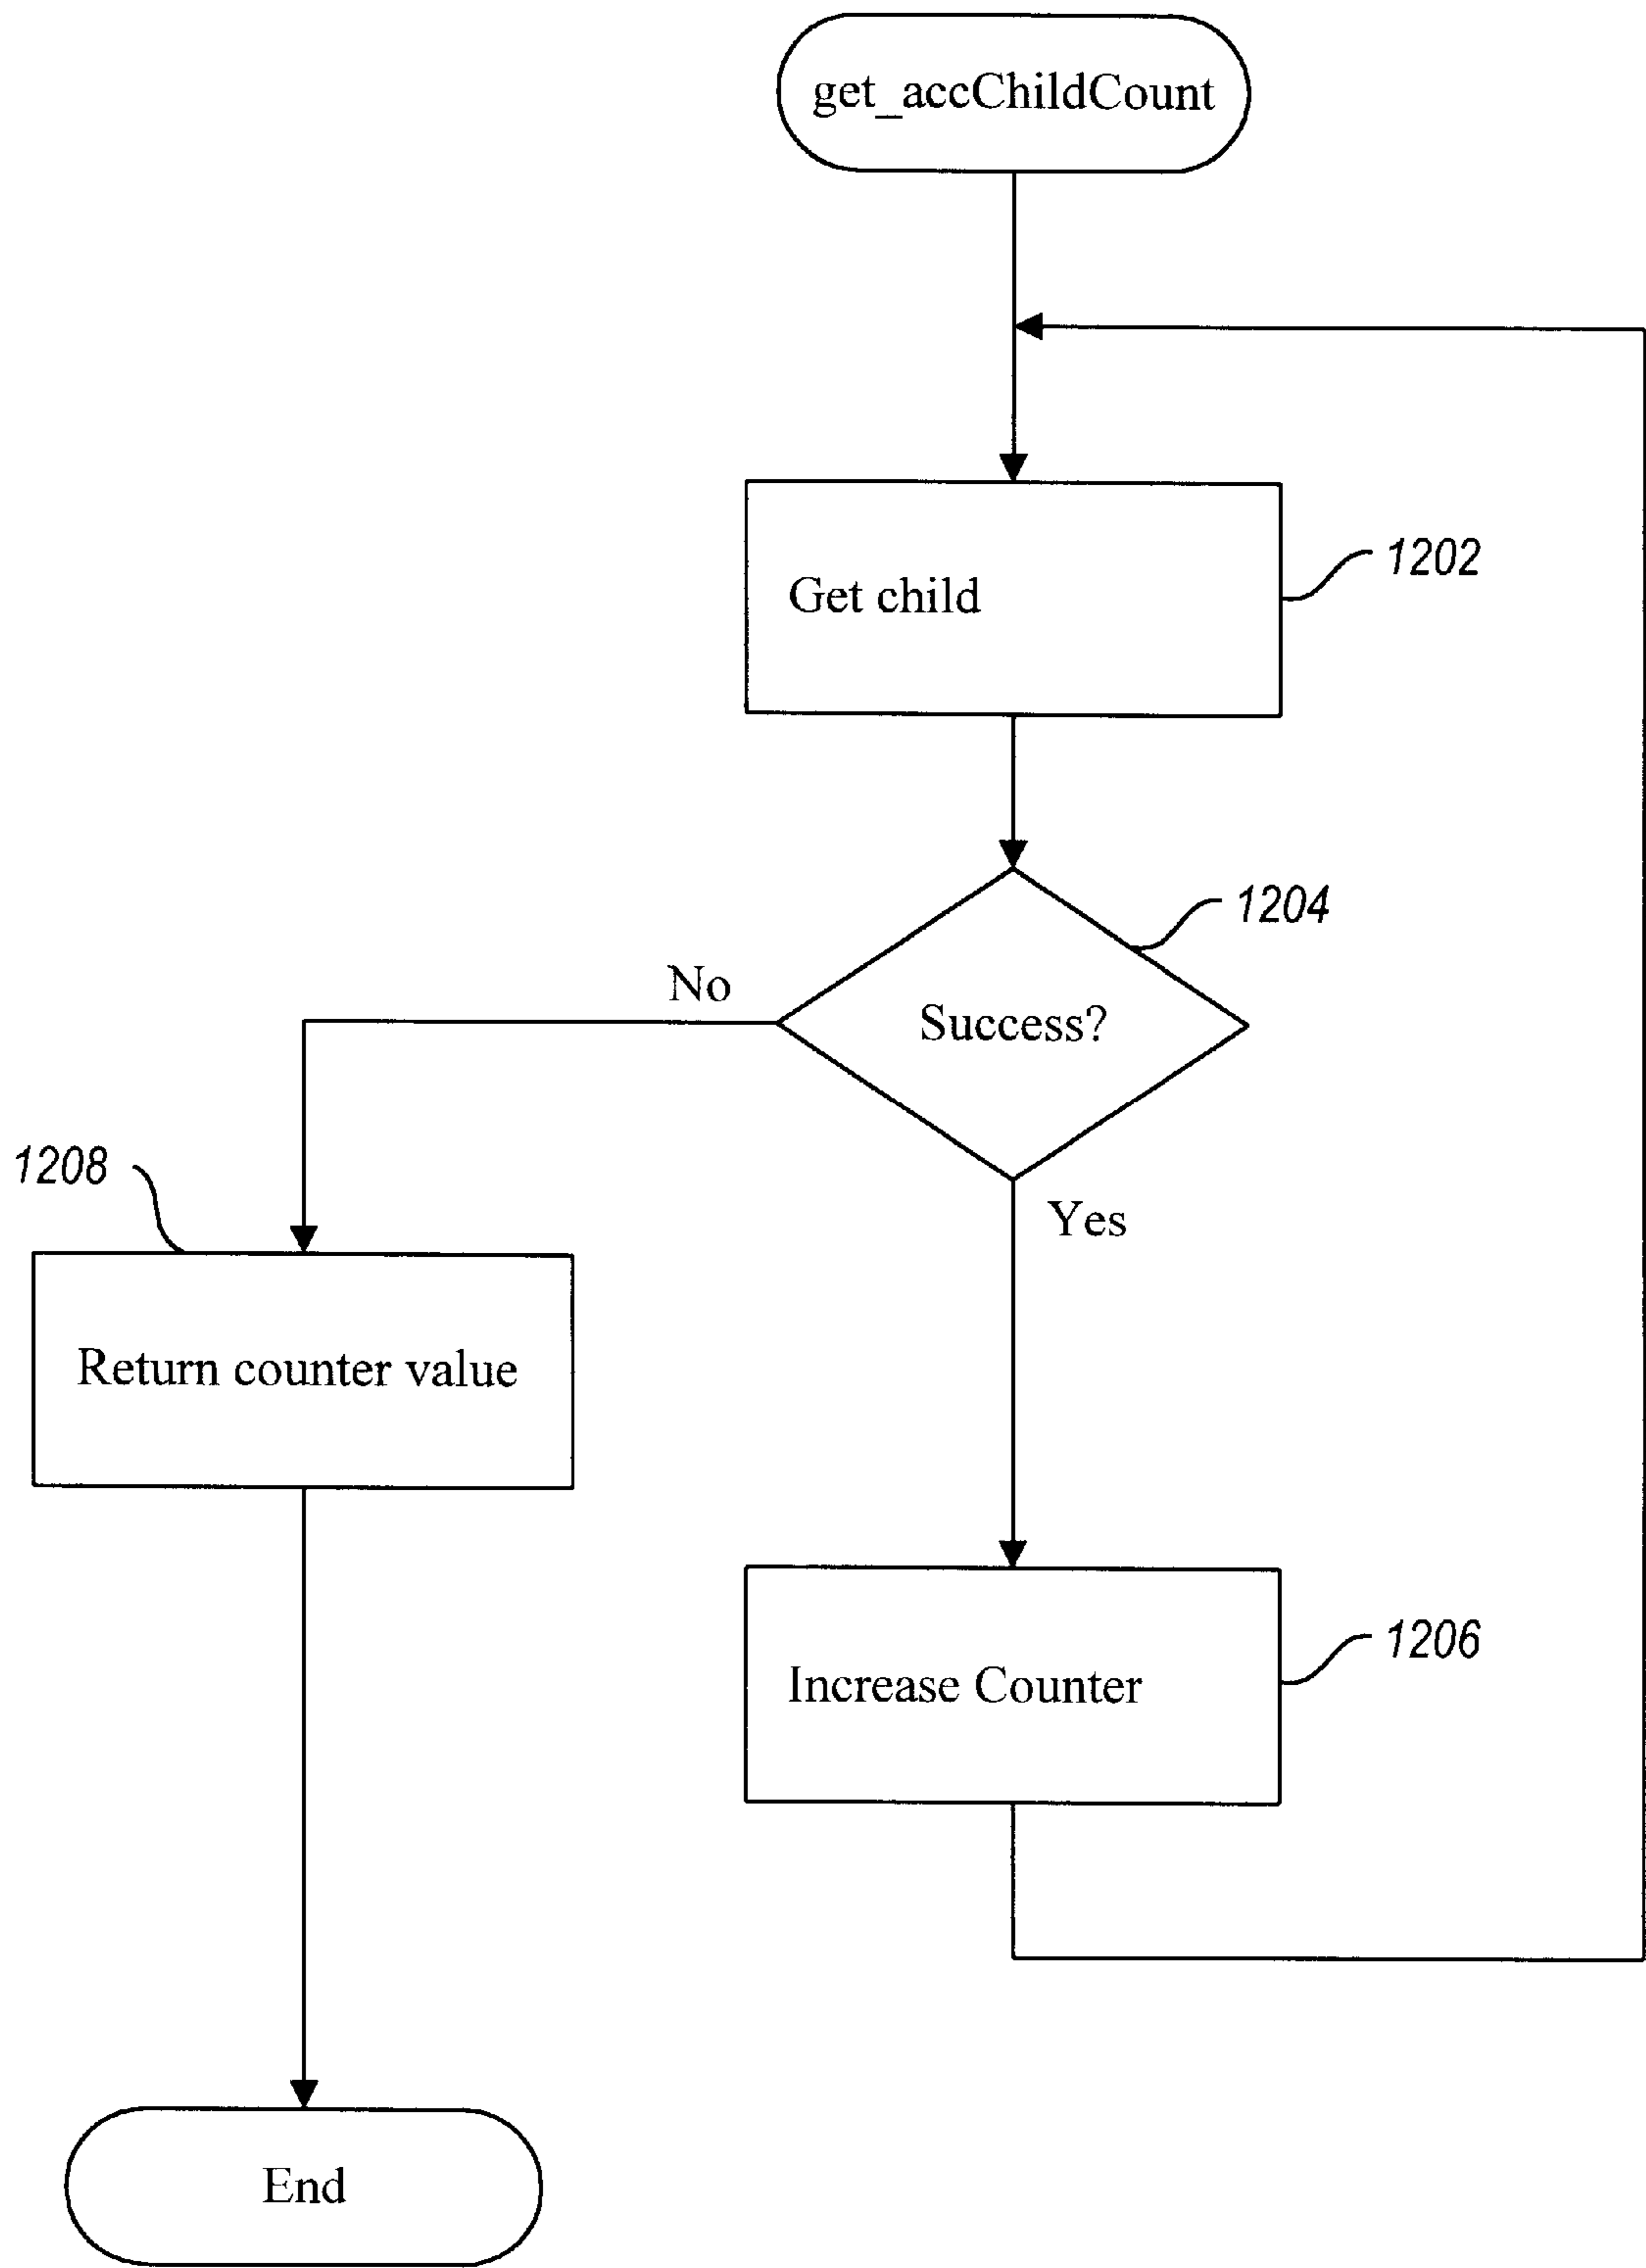 get_accChildCount
1202
Get child
1204
No
Success?
1208
Yes
Return counter value
1206
Increase Counter
End